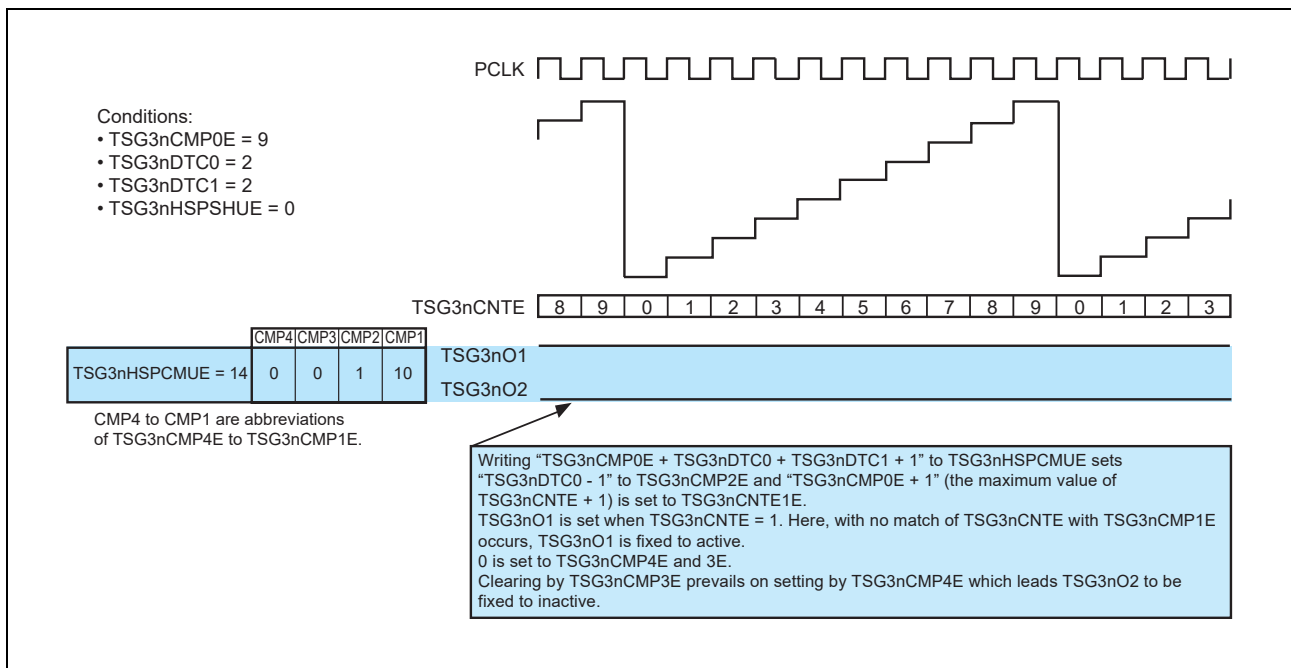 PCLK
Conditions:
• TSG3nCMP0E = 9
• TSG3nDTC0 = 2
• TSG3nDTC1 = 2
• TSG3nHSPSHUE = 0
TSG3nCNTE 8 9 0 1 2 3 4 5 6 7 8 9 0 1 2 3
CMP4 CMP3 CMP2 CMP1
TSG3nHSPCMUE = 14 0 0 1 10
TSG3nO1
TSG3nO2
CMP4 to CMP1 are abbreviations
of TSG3nCMP4E to TSG3nCMP1E.
Writing “TSG3nCMP0E + TSG3nDTC0 + TSG3nDTC1 + 1” to TSG3nHSPCMUE sets
“TSG3nDTC0 - 1” to TSG3nCMP2E and “TSG3nCMP0E + 1” (the maximum value of
TSG3nCNTE + 1) is set to TSG3nCNTE1E.
TSG3nO1 is set when TSG3nCNTE = 1. Here, with no match of TSG3nCNTE with TSG3nCMP1E
occurs, TSG3nO1 is fixed to active.
0 is set to TSG3nCMP4E and 3E.
Clearing by TSG3nCMP3E prevails on setting by TSG3nCMP4E which leads TSG3nO2 to be
fixed to inactive.